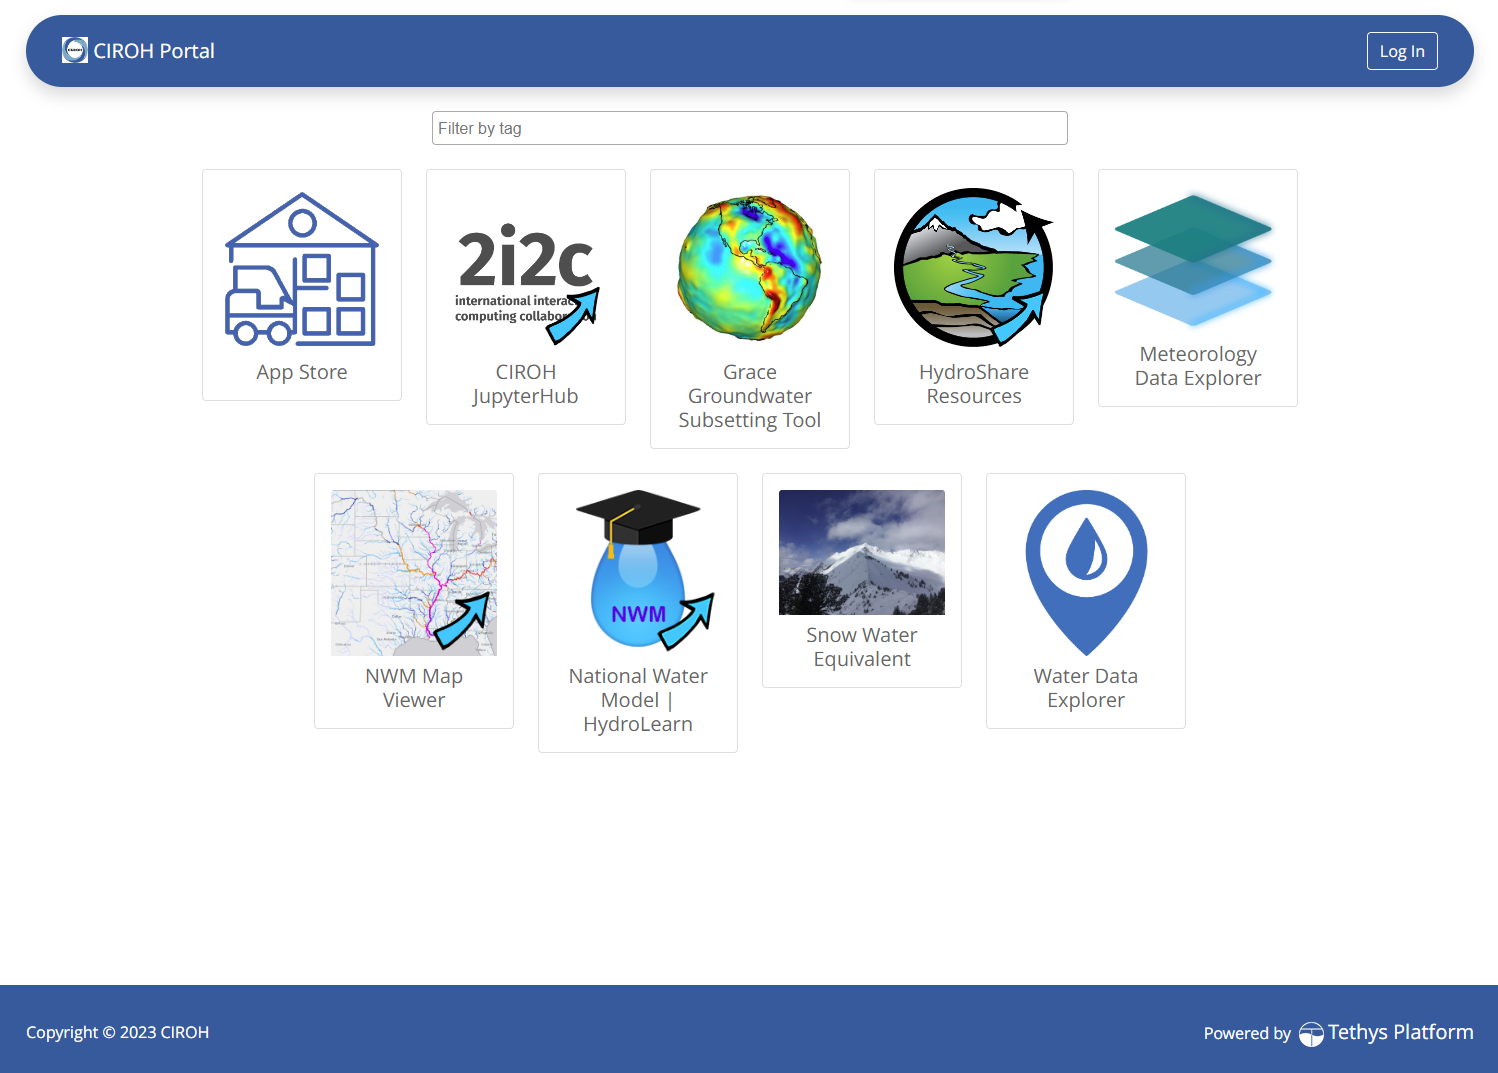 CIROH Portal
Log In
Filter by tag
2i2c
international interac
computing collabor
App Store
CIROH
JupyterHub
Grace
Groundwater
Subsetting Tool
HydroShare
Resources
Meteorology
Data Explorer
NWM
NWM Map
Viewer
National Water
Model |
HydroLearn
Snow Water
Equivalent
Water Data
Explorer
Copyright © 2023 CIROH
Powered by Tethys Platform